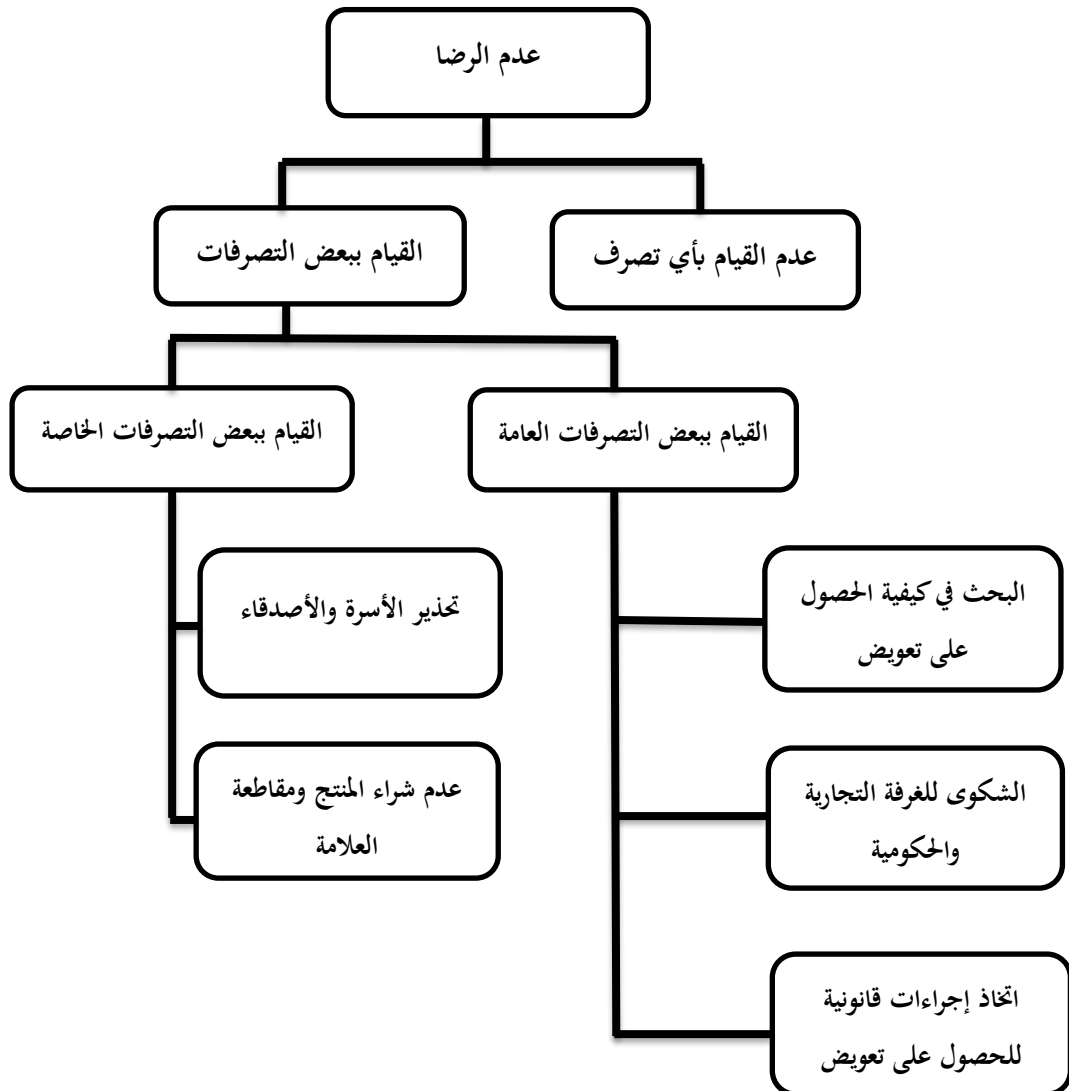 عدم الرضا
عدم القيام بأي تصرف
القيام ببعض التصرفات
القيام ببعض التصرفات العامة
القيام ببعض التصرفات الخاصة
البحث في كيفية الحصول
على تعويض
تحذير الأسرة والأصدقاء
الشكوى للغرفة التجارية
والحكومية
عدم شراء المنتج ومقاطعة
العلامة
اتخاذ إجراءات قانونية
للحصول على تعويض